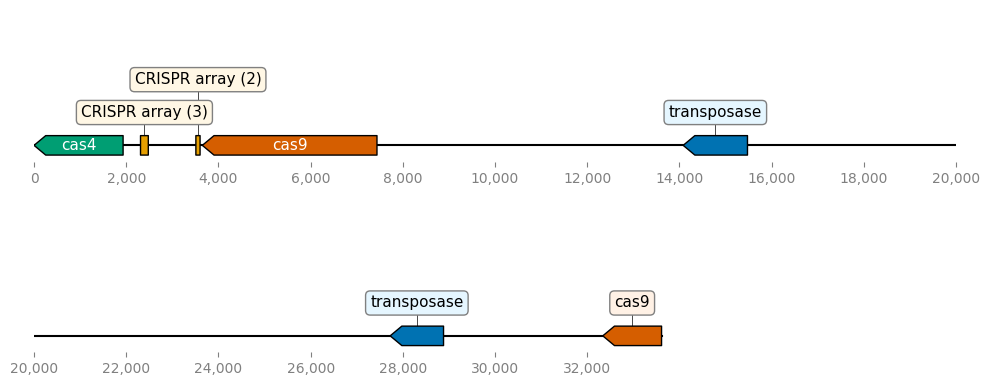 CRISPR array (2)
CRISPR array (3)
transposase
cas4
cas9
0 2,000 4,000 6,000 8,000 10,000 12,000 14,000 16,000 18,000 20,000
transposase
cas9
20,000 22,000 24,000 26,000 28,000 30,000 32,000